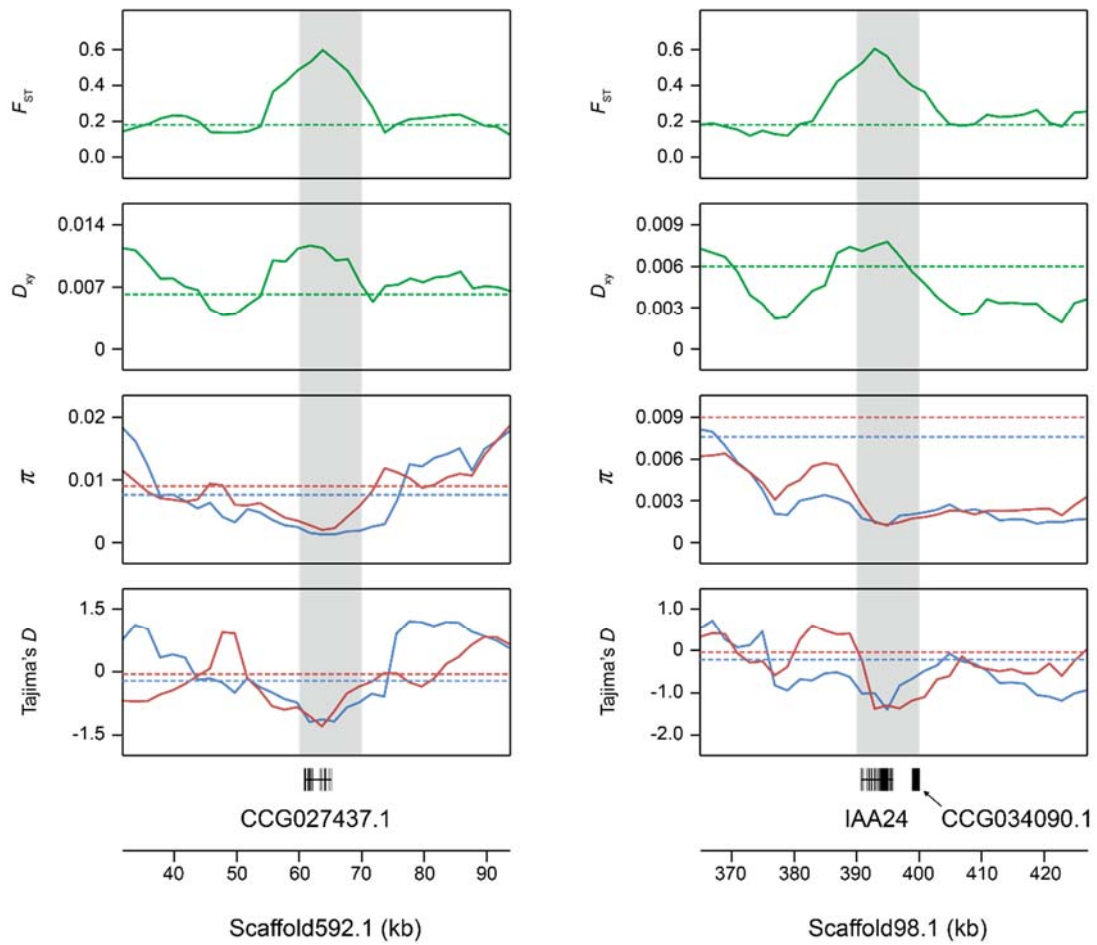 F_ST
0.6
0.4
0.2
0.0
D_xy
0.014
0.007
0
π
0.02
0.01
0
Tajima's D
1.5
0
-1.5
CCG027437.1
40 50 60 70 80 90
Scaffold592.1 (kb)
F_ST
0.6
0.4
0.2
0.0
D_xy
0.009
0.006
0.003
0
π
0.009
0.006
0.003
0
Tajima's D
1.0
0
-1.0
-2.0
IAA24 CCG034090.1
370 380 390 400 410 420
Scaffold98.1 (kb)